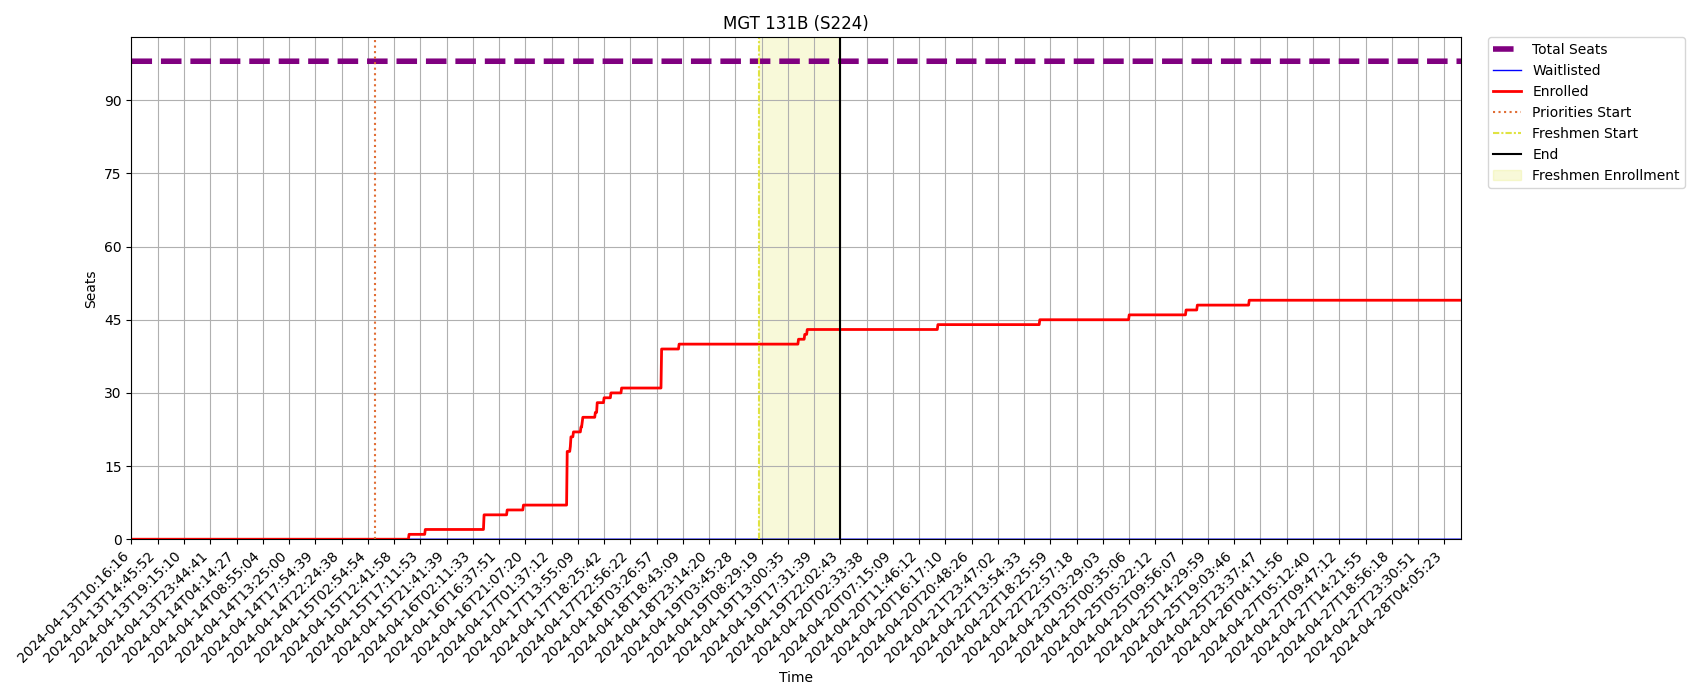 MGT 131B (S224)
Total Seats
Waitlisted
Enrolled
Priorities Start
Freshmen Start
End
Freshmen Enrollment
Seats
90
75
60
45
30
15
0
2024-04-13T10:16:16
2024-04-13T14:45:52
2024-04-13T19:15:10
2024-04-13T23:44:41
2024-04-14T04:14:27
2024-04-14T08:55:04
2024-04-14T13:25:00
2024-04-14T17:54:39
2024-04-14T22:24:38
2024-04-15T02:54:54
2024-04-15T12:41:58
2024-04-15T17:11:53
2024-04-15T21:41:39
2024-04-16T02:11:33
2024-04-16T16:37:51
2024-04-16T21:07:20
2024-04-17T01:37:12
2024-04-17T13:55:09
2024-04-17T18:25:42
2024-04-17T22:56:22
2024-04-18T03:26:57
2024-04-18T18:43:09
2024-04-18T23:14:20
2024-04-19T03:45:28
2024-04-19T08:29:19
2024-04-19T13:00:35
2024-04-19T17:31:39
2024-04-19T22:02:43
2024-04-20T02:33:38
2024-04-20T07:15:09
2024-04-20T11:46:12
2024-04-20T16:17:10
2024-04-20T20:48:26
2024-04-21T23:47:02
2024-04-22T13:54:33
2024-04-22T18:25:59
2024-04-22T22:57:18
2024-04-23T03:29:03
2024-04-25T00:35:06
2024-04-25T05:22:12
2024-04-25T09:56:07
2024-04-25T14:29:59
2024-04-25T19:03:46
2024-04-25T23:37:47
2024-04-26T04:11:56
2024-04-27T05:12:40
2024-04-27T09:47:12
2024-04-27T14:21:55
2024-04-27T18:56:18
2024-04-27T23:30:51
2024-04-28T04:05:23
Time